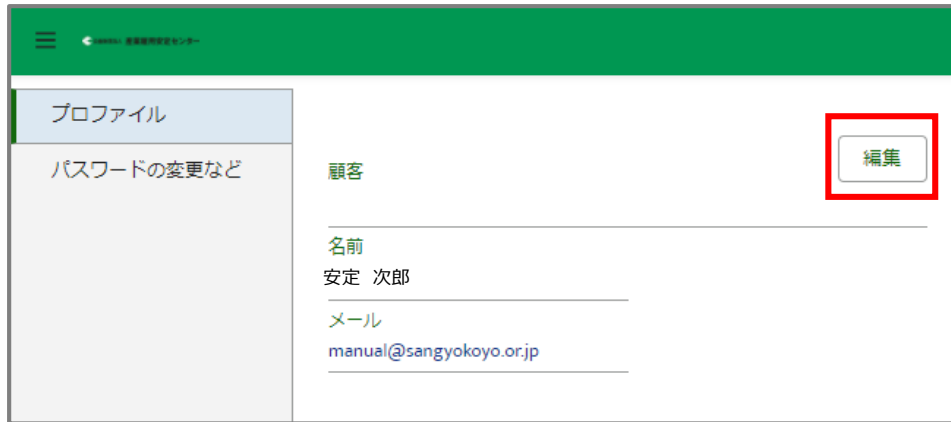 産業雇用安定センター
プロファイル
パスワードの変更など
編集
顧客
名前
安定 次郎
メール
manual@sangyokoyo.or.jp